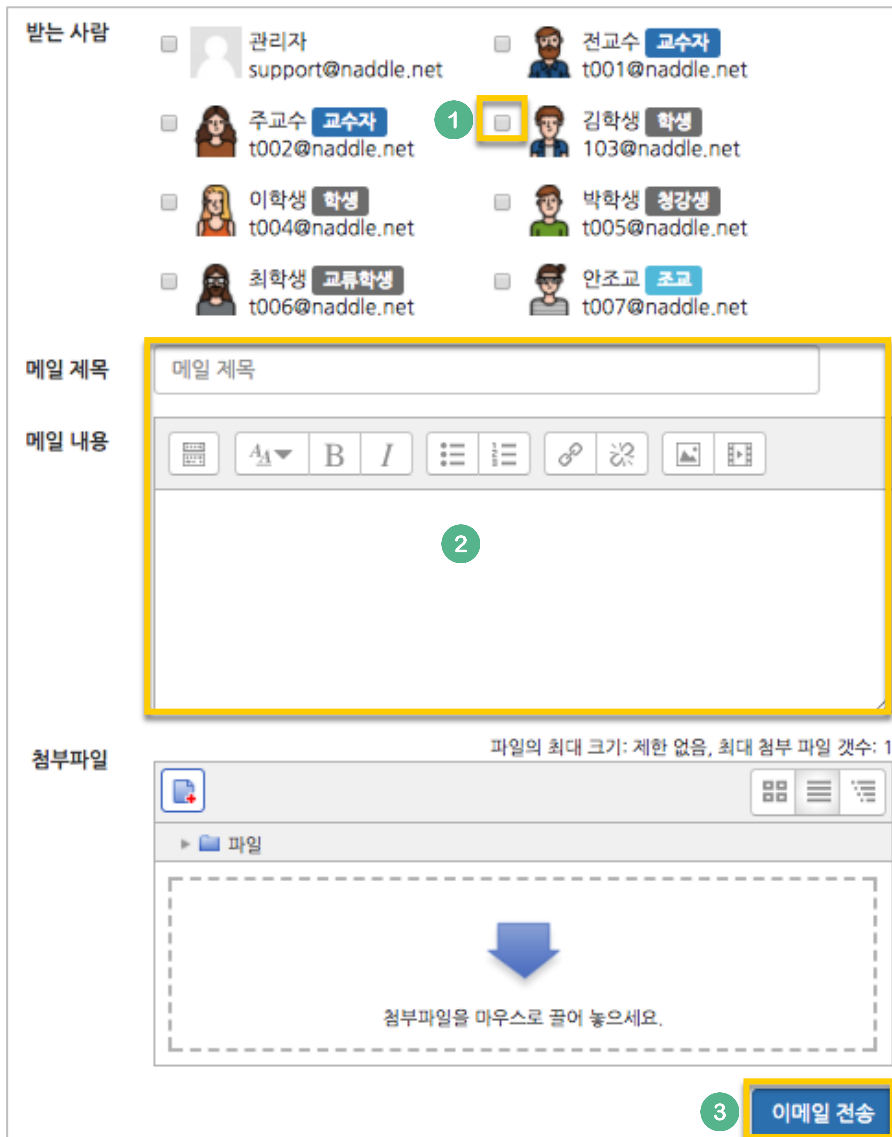 받는 사람
관리자
support@naddle.net
전교수 교수자
t001@naddle.net
주교수 교수자
t002@naddle.net
1
김학생 학생
103@naddle.net
이학생 학생
t004@naddle.net
박학생 청강생
t005@naddle.net
최학생 교류학생
t006@naddle.net
안조교 조교
t007@naddle.net
메일 제목
메일 제목
메일 내용
B I
2
첨부파일
파일의 최대 크기: 제한 없음, 최대 첨부 파일 갯수: 1
파일
첨부파일을 마우스로 끌어 놓으세요.
3
이메일 전송